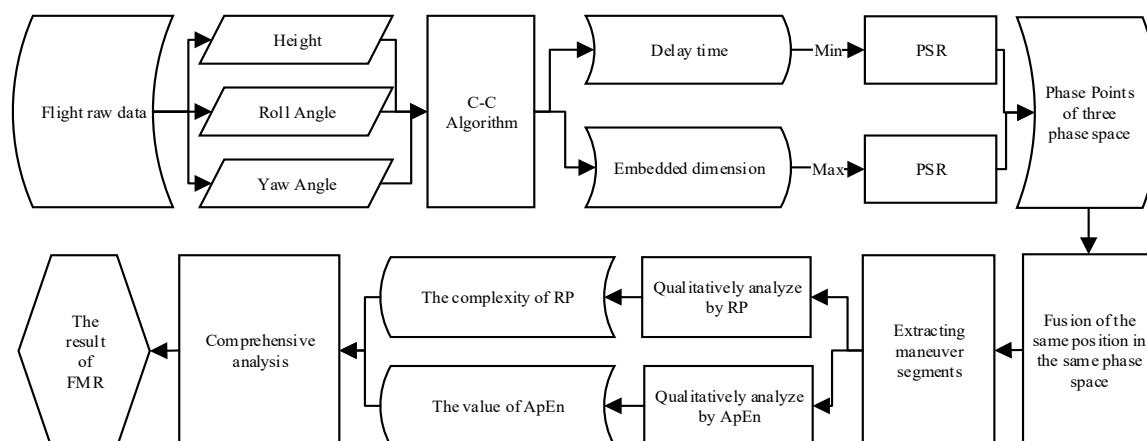 Flight raw data
Height
Roll Angle
Yaw Angle
C-C
Algorithm
Delay time
Min
PSR
Embedded dimension
Max
PSR
Phase Points
of three
phase space
Fusion of the
same position in
the same phase
space
Extracting
maneuver
segments
Qualitatively analyze
by RP
The complexity of RP
Qualitatively analyze
by ApEn
The value of ApEn
Comprehensive
analysis
The
result
of
FMR